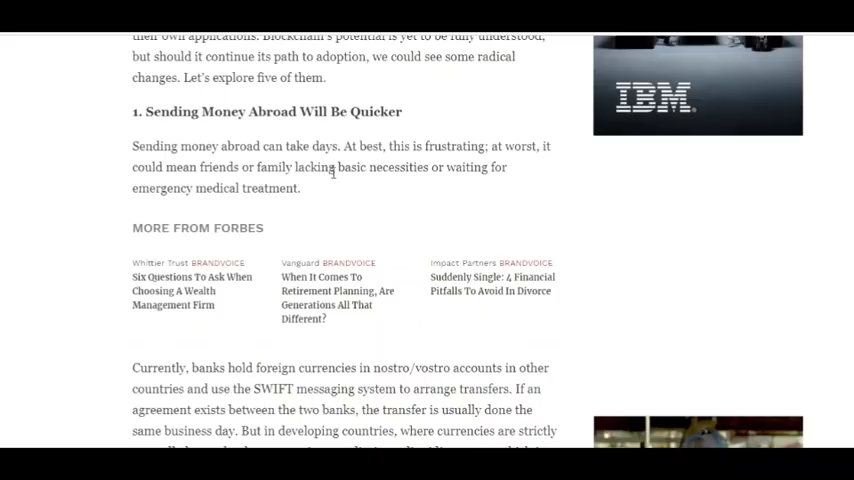 their own applications. Blockchain's potential is yet to be fully understood,
but should it continue its path to adoption, we could see some radical
changes. Let's explore five of them.
1. Sending Money Abroad Will Be Quicker
Sending money abroad can take days. At best, this is frustrating; at worst, it
could mean friends or family lacking basic necessities or waiting for
emergency medical treatment.
MORE FROM FORBES
Whittier Trust BRANDVOICE
Six Questions To Ask When
Choosing A Wealth
Management Firm
Vanguard BRANDVOICE
When It Comes To
Retirement Planning, Are
Generations All That
Different?
Impact Partners BRANDVOICE
Suddenly Single: 4 Financial
Pitfalls To Avoid In Divorce
Currently, banks hold foreign currencies in nostro/vostro accounts in other
countries and use the SWIFT messaging system to arrange transfers. If an
agreement exists between the two banks, the transfer is usually done the
same business day. But in developing countries, where currencies are strictly
IBM